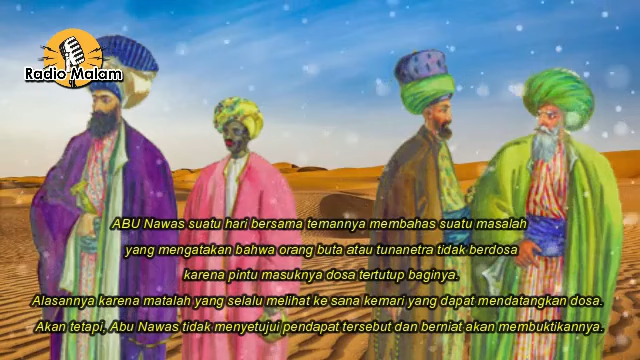 Radio Malam
ABU Nawas suatu hari bersama temannya membahas suatu masalah
yang mengatakan bahwa orang buta atau tunanetra tidak berdosa
karena pintu masuknya dosa tertutup baginya.
Alasannya karena matalah yang selalu melihat ke sana kemari yang dapat mendatangkan dosa.
Akan tetapi, Abu Nawas tidak menyetujui pendapat tersebut dan berniat akan membuktikannya.